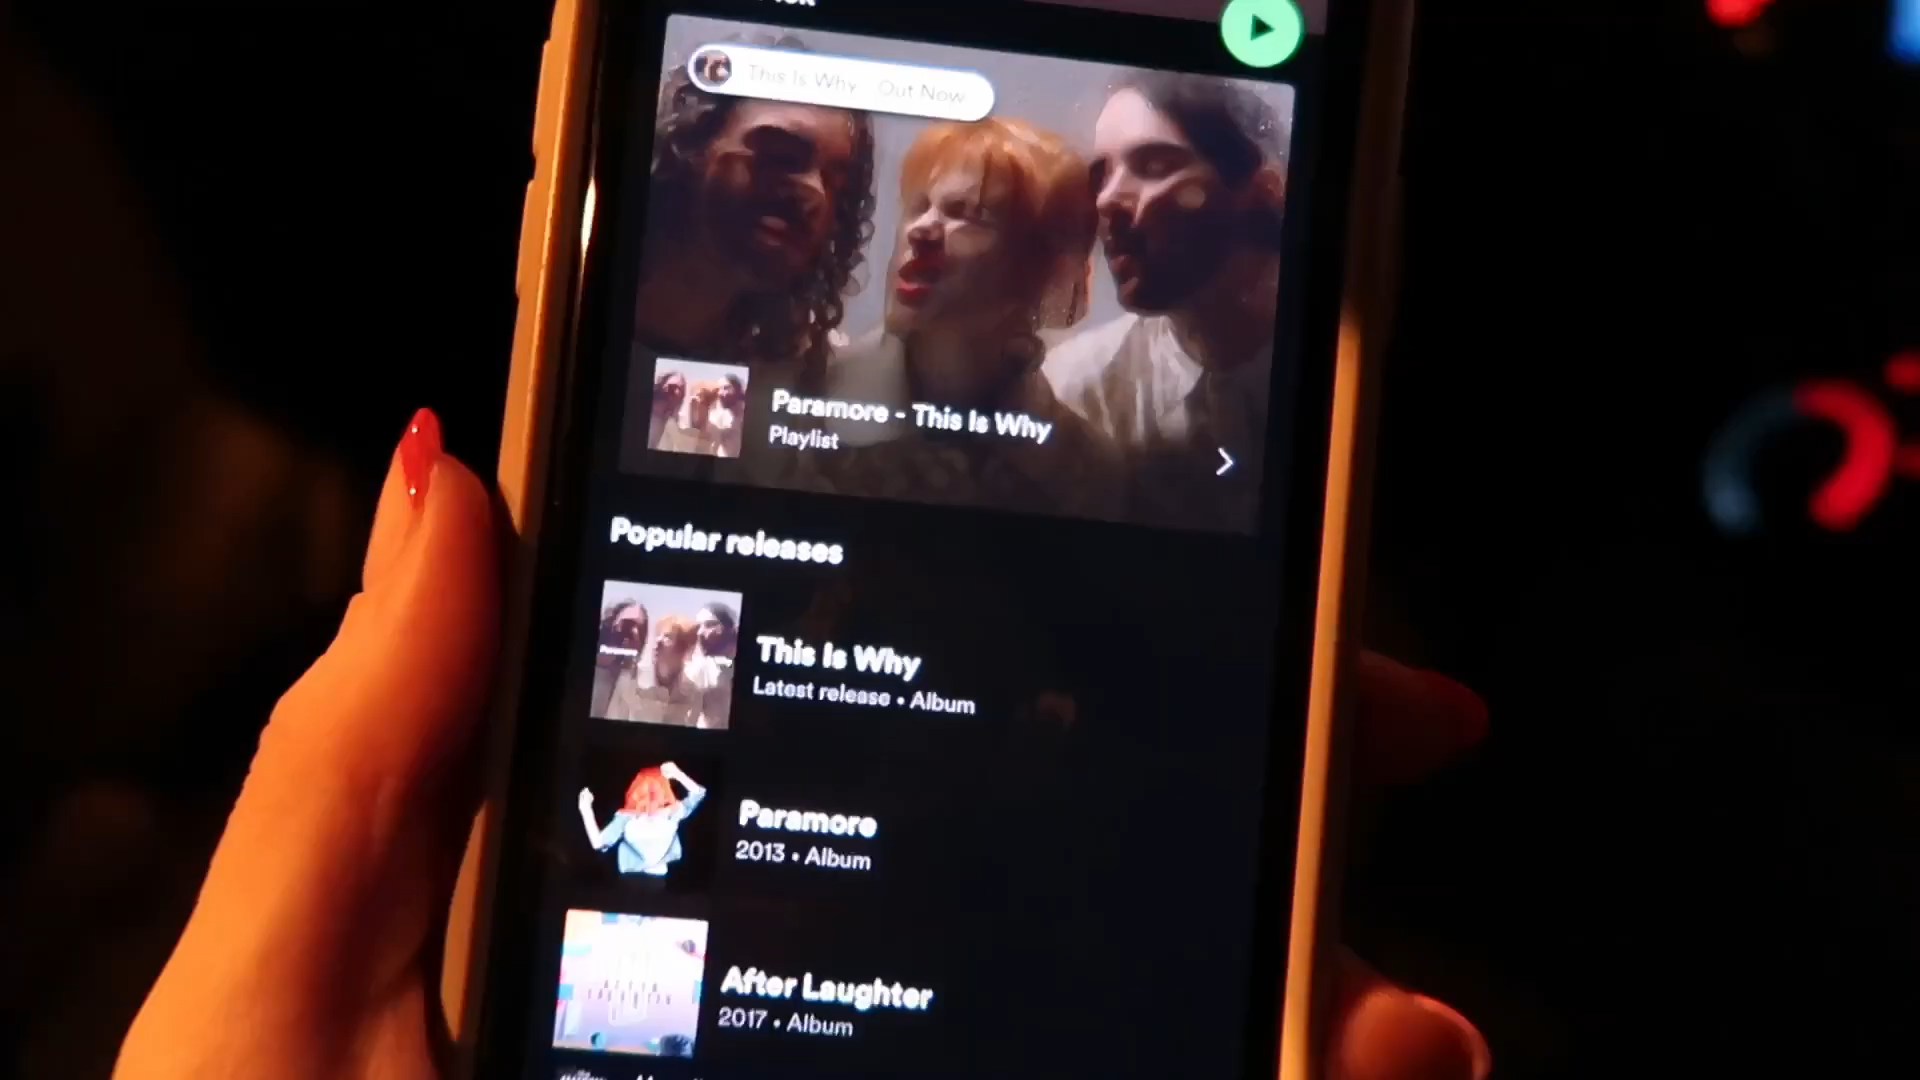 This Is Why Out Now
Paramore - This Is Why
Playlist
Popular releases
This Is Why
Latest release • Album
Paramore
2013 • Album
After Laughter
2017 • Album